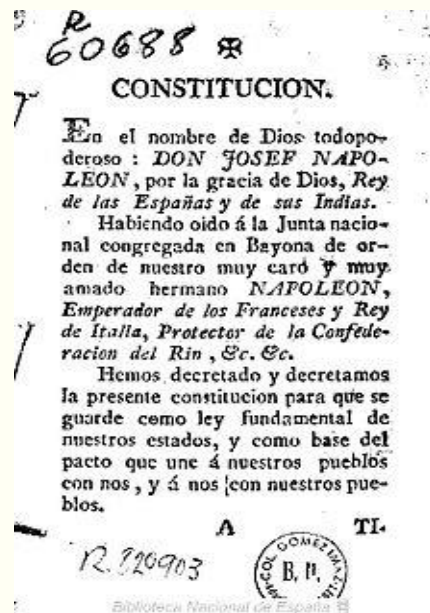 R
60688
CONSTITUCION.
En el nombre de Dios todopo-
deroso : DON JOSEF NAPO-
LEON, por la gracia de Dios, Rey
de las Españas y de sus Indias.
Habiendo oido á la Junta nacio-
nal congregada en Bayona de or-
den de nuestro muy caro y muy
amado hermano NAPOLEON,
Emperador de los Franceses y Rey
de Italia, Protector de la Confede-
racion del Rin, &c. &c.
Hemos decretado y decretamos
la presente constitucion para que se
guarde como ley fundamental de
nuestros estados, y como base del
pacto que une á nuestros pueblos
con nos, y á nos con nuestros pue-
blos.
A TI-
R. 220903
COL GOMEZ IMAZ
B. N.
Biblioteca Nacional de España